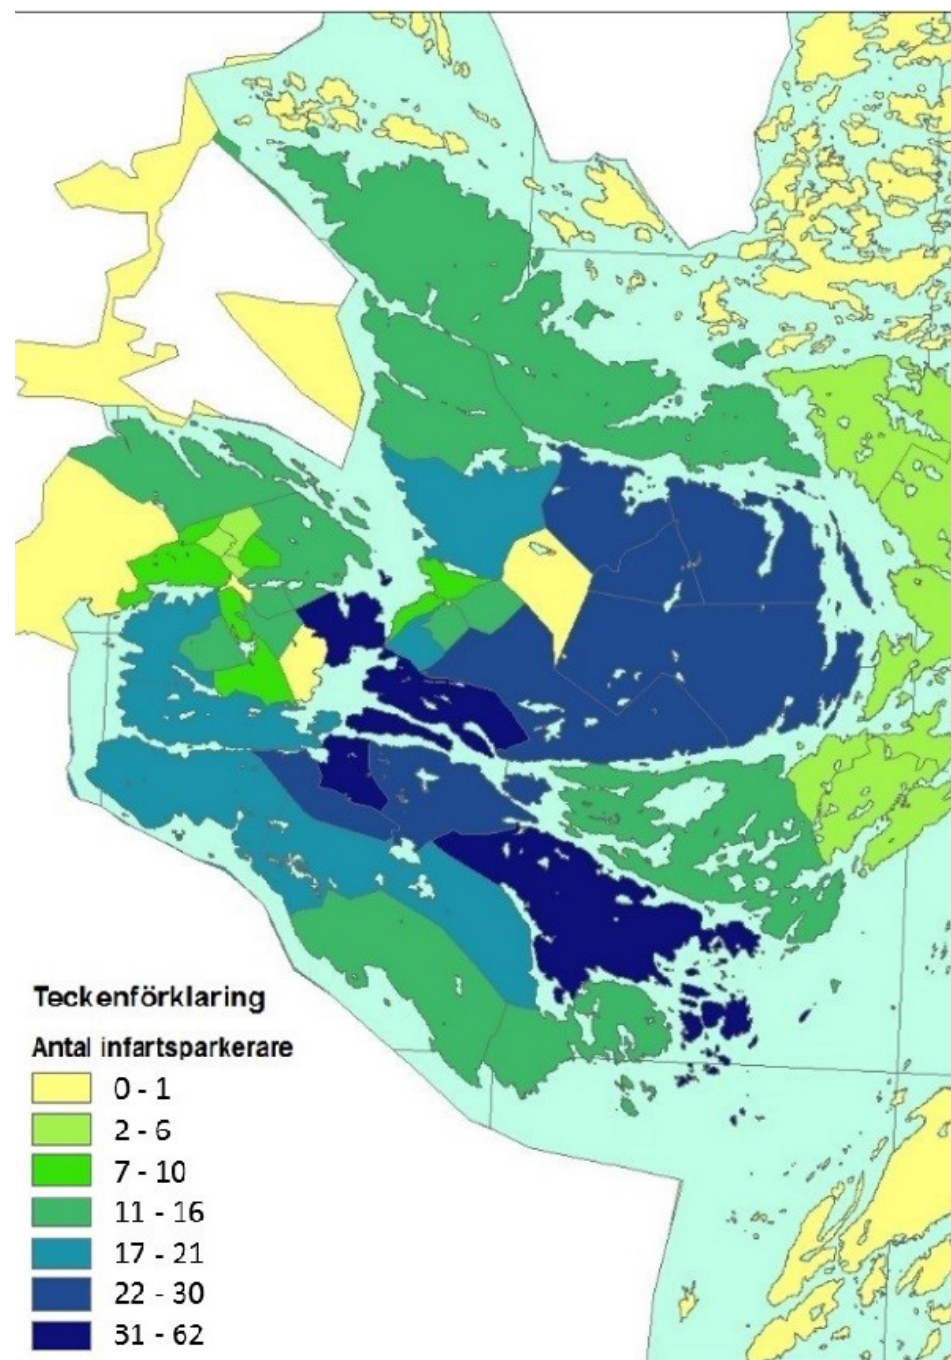 Teckenförklaring
Antal infartsparkerare
0 - 1
2 - 6
7 - 10
11 - 16
17 - 21
22 - 30
31 - 62